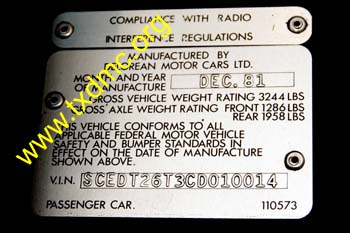 COMPLIANCE WITH RADIO
INTERFERENCE REGULATIONS
MANUFACTURED BY
DELOREAN MOTOR CARS LTD.
MONTH AND YEAR
OF MANUFACTURE DEC. 81
GROSS VEHICLE WEIGHT RATING 3244 LBS
GROSS AXLE WEIGHT RATING FRONT 1286 LBS
REAR 1958 LBS
THIS VEHICLE CONFORMS TO ALL
APPLICABLE FEDERAL MOTOR VEHICLE
SAFETY AND BUMPER STANDARDS IN
EFFECT ON THE DATE OF MANUFACTURE
SHOWN ABOVE.
V.I.N. SCEDT26T3CD010014
PASSENGER CAR. 110573
www.txdmc.org